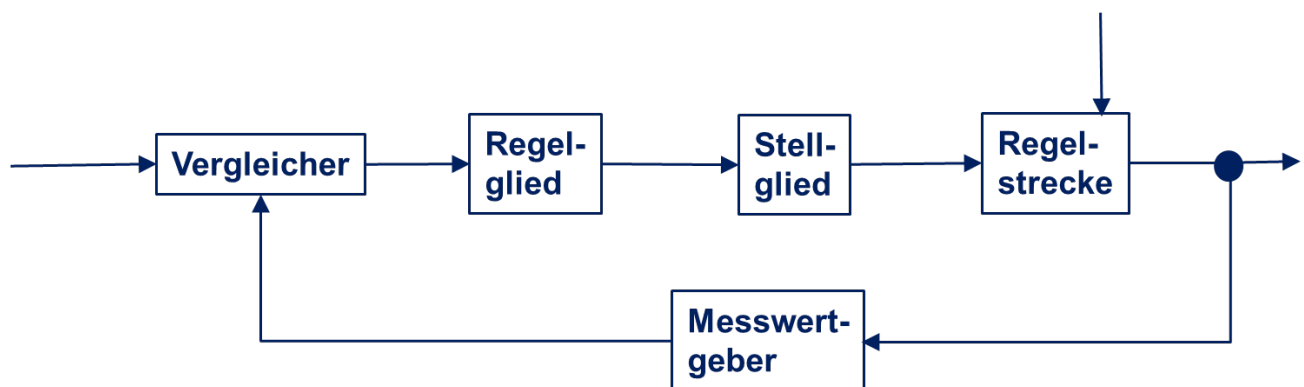 Vergleicher
Regel-
glied
Stell-
glied
Regel-
strecke
Messwert-
geber